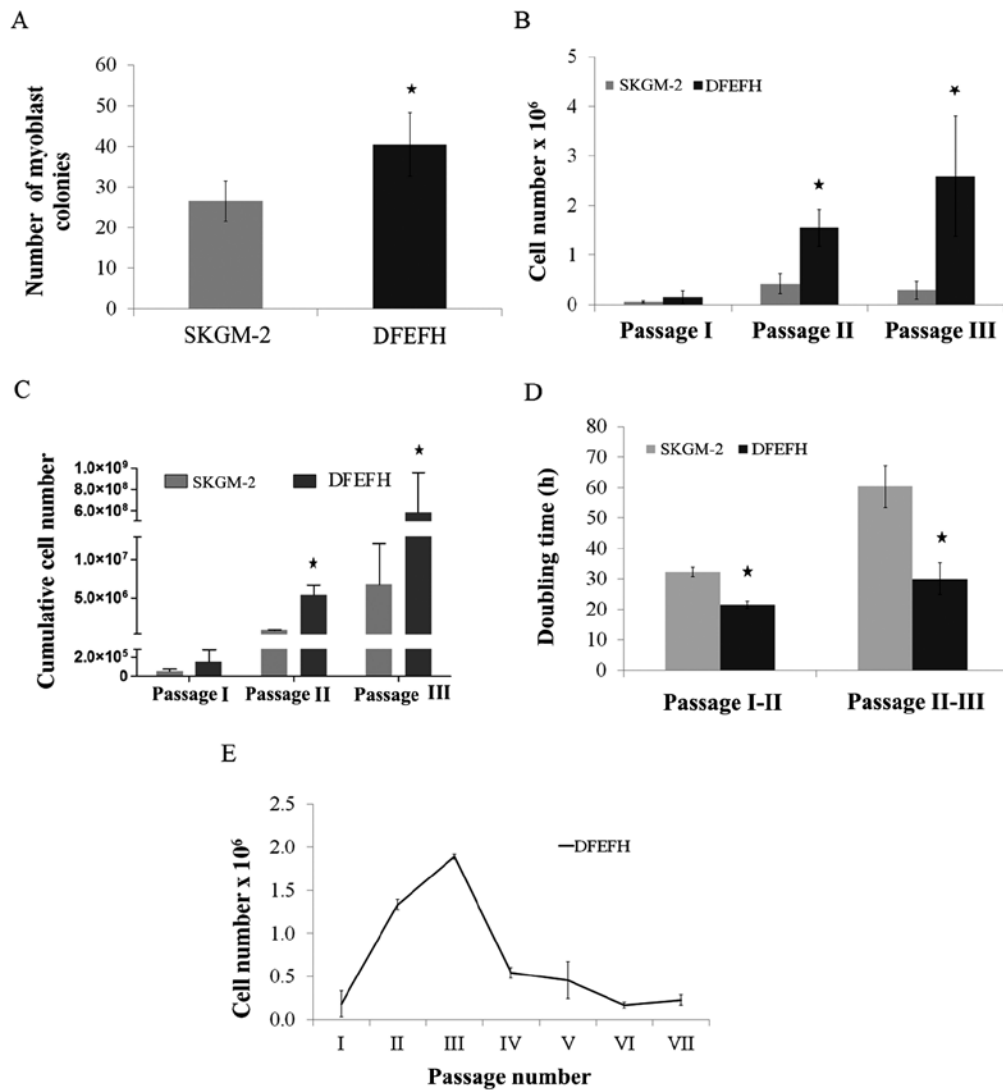 A
Number of myoblast
colonies
60
50
40
30
20
10
0
★
SKGM-2
DFEFH
B
Cell number x 10⁶
5
4
3
2
1
0
SKGM-2 DFEFH
★
★
Passage I Passage II Passage III
C
Cumulative cell number
1.0×10⁹
8.0×10⁸
6.0×10⁸
1.0×10⁷
5.0×10⁶
2.0×10⁵
0
SKGM-2 DFEFH
★
★
Passage I Passage II Passage III
D
Doubling time (h)
80
70
60
50
40
30
20
10
0
SKGM-2 DFEFH
★
★
Passage I-II Passage II-III
E
Cell number x 10⁶
2.5
2.0
1.5
1.0
0.5
0.0
DFEFH
I II III IV V VI VII
Passage number